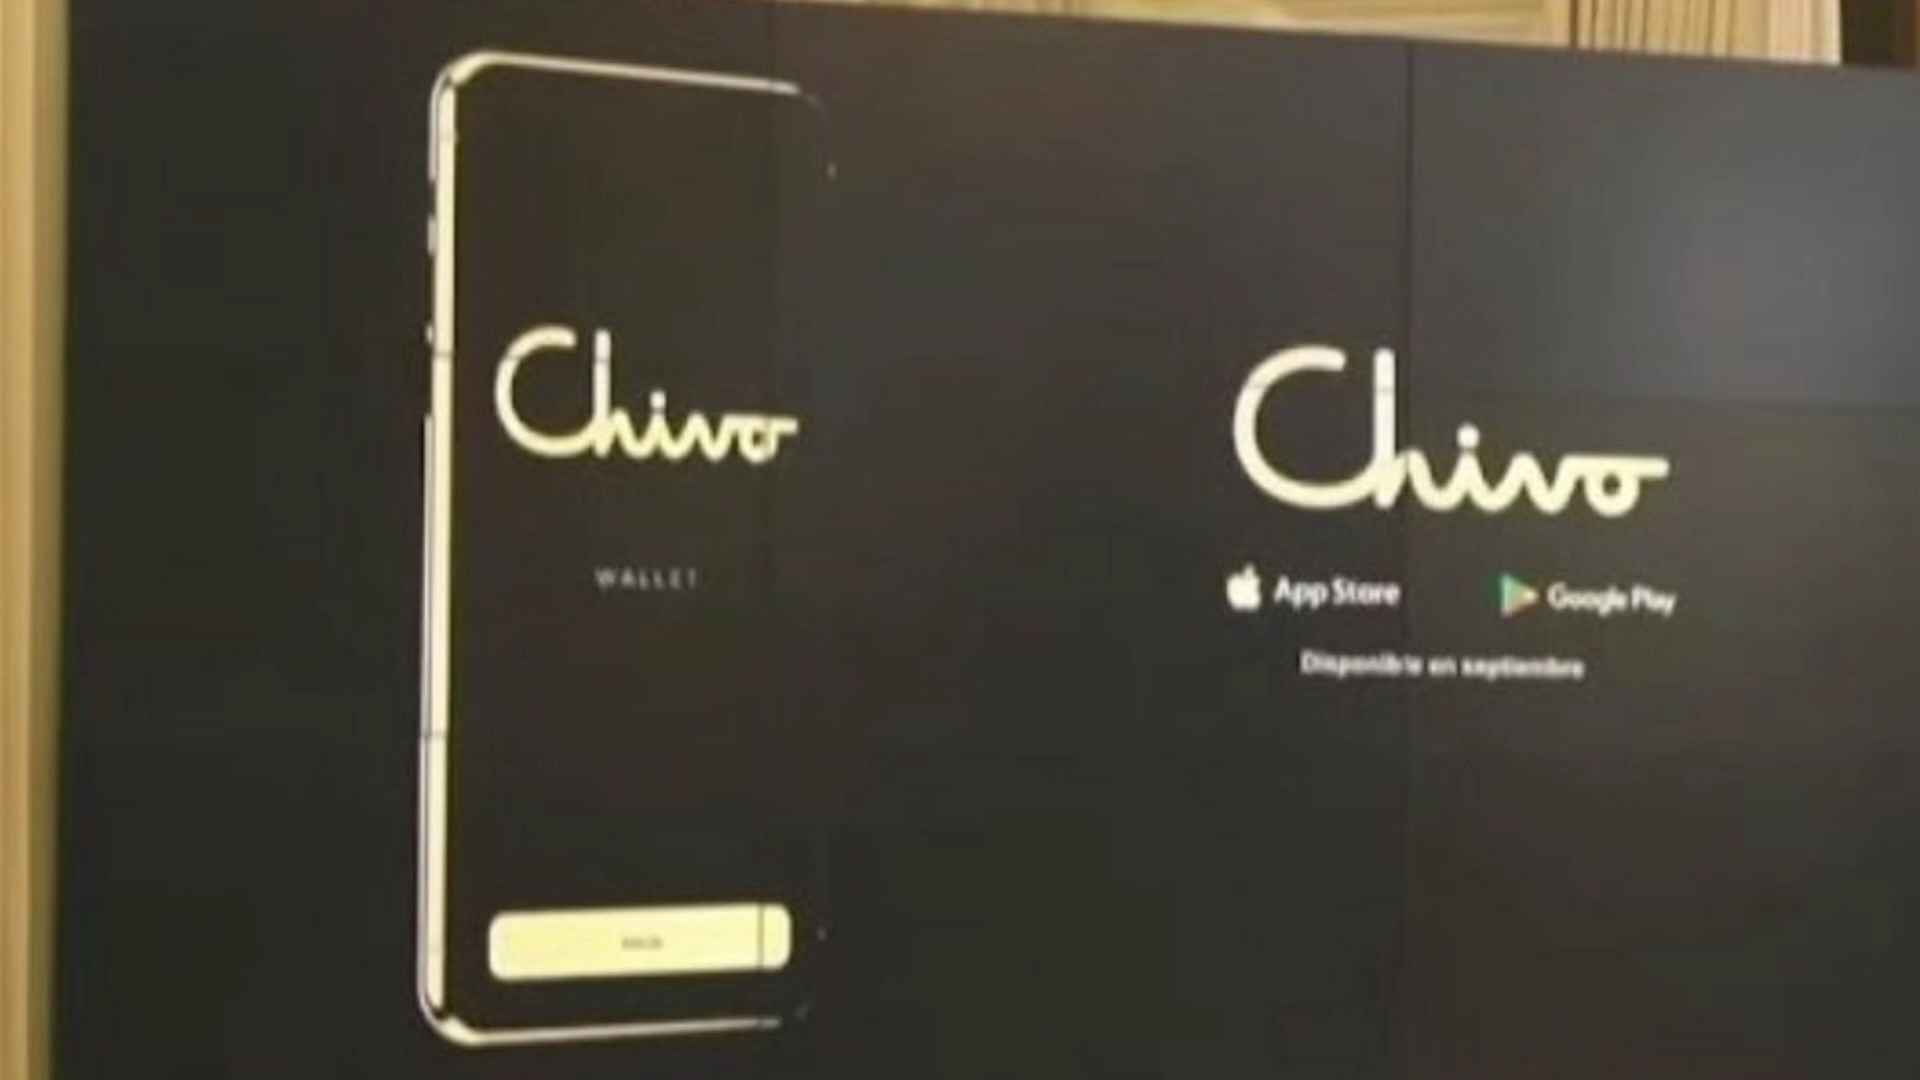 Chivo
WALLET
Chivo
App Store
Google Play
Disponible en septiembre